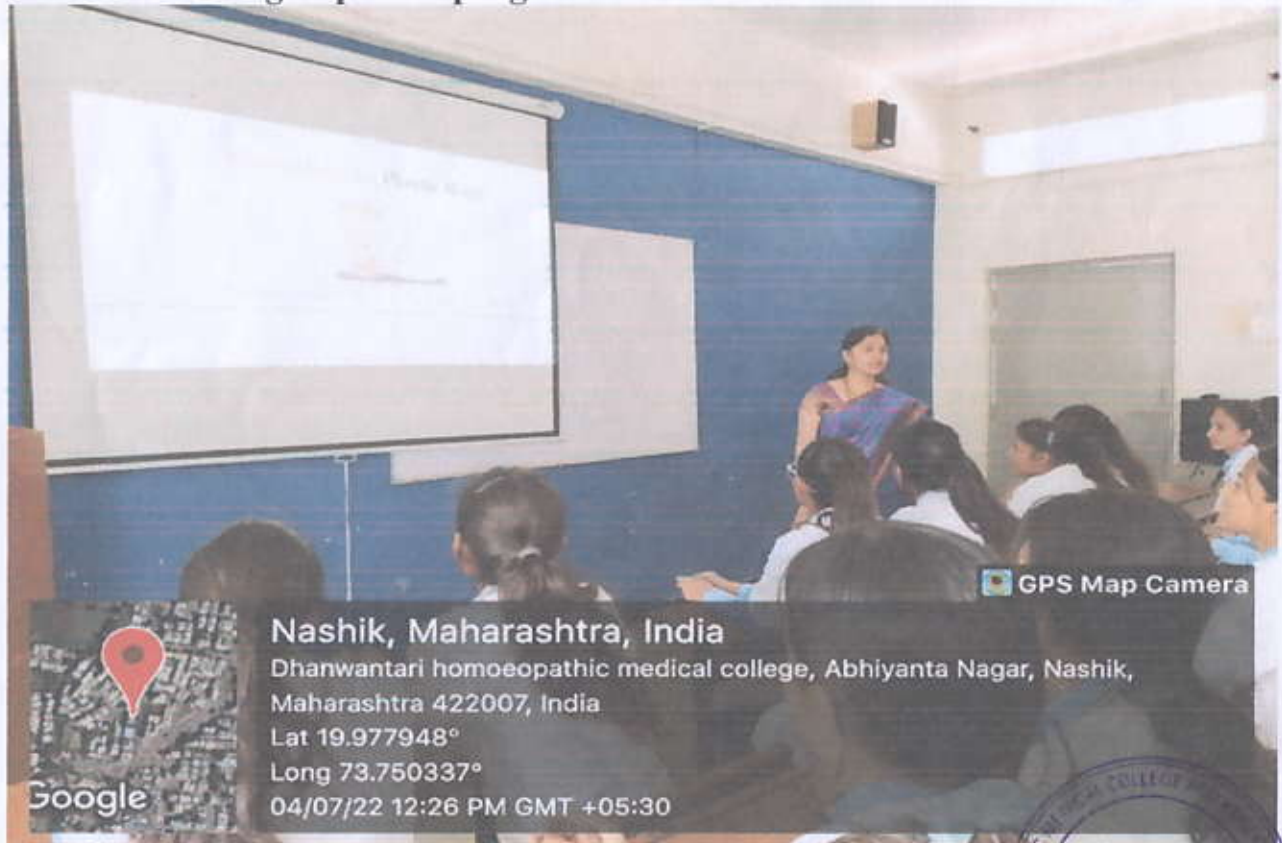 GPS Map Camera
Nashik, Maharashtra, India
Dhanwantari homoeopathic medical college, Abhiyanta Nagar, Nashik,
Maharashtra 422007, India
Lat 19.977948°
Long 73.750337°
04/07/22 12:26 PM GMT +05:30
Google
COLLEGE